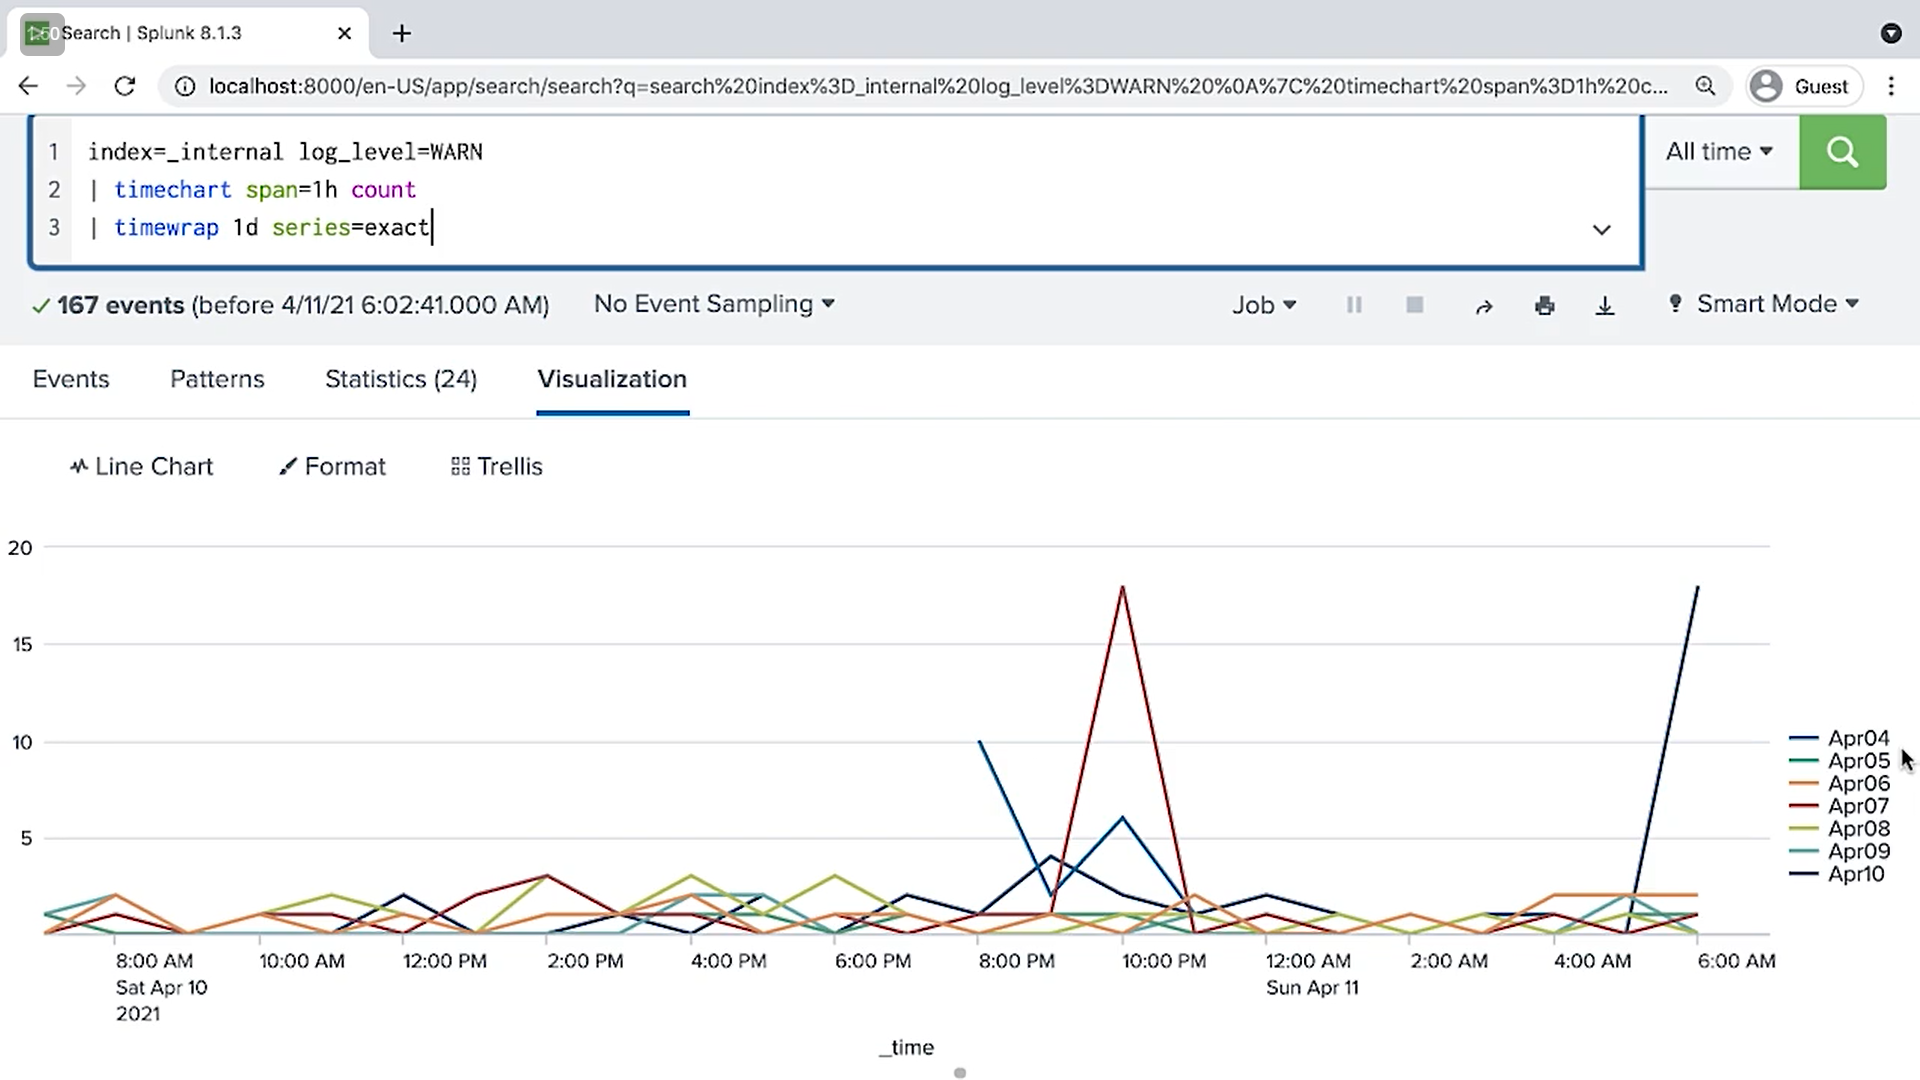 Search | Splunk 8.1.3
localhost:8000/en-US/app/search/search?q=search%20index%3D_internal%20log_level%3DWARN%20%0A%7C%20timechart%20span%3D1h%20c...
Guest
1 index=_internal log_level=WARN
2 | timechart span=1h count
3 | timewrap 1d series=exact
All time
167 events (before 4/11/21 6:02:41.000 AM)
No Event Sampling
Job
Smart Mode
Events
Patterns
Statistics (24)
Visualization
Line Chart
Format
Trellis
20
15
10
5
Apr04
Apr05
Apr06
Apr07
Apr08
Apr09
Apr10
8:00 AM
Sat Apr 10
2021
10:00 AM
12:00 PM
2:00 PM
4:00 PM
6:00 PM
8:00 PM
10:00 PM
12:00 AM
Sun Apr 11
2:00 AM
4:00 AM
6:00 AM
_time